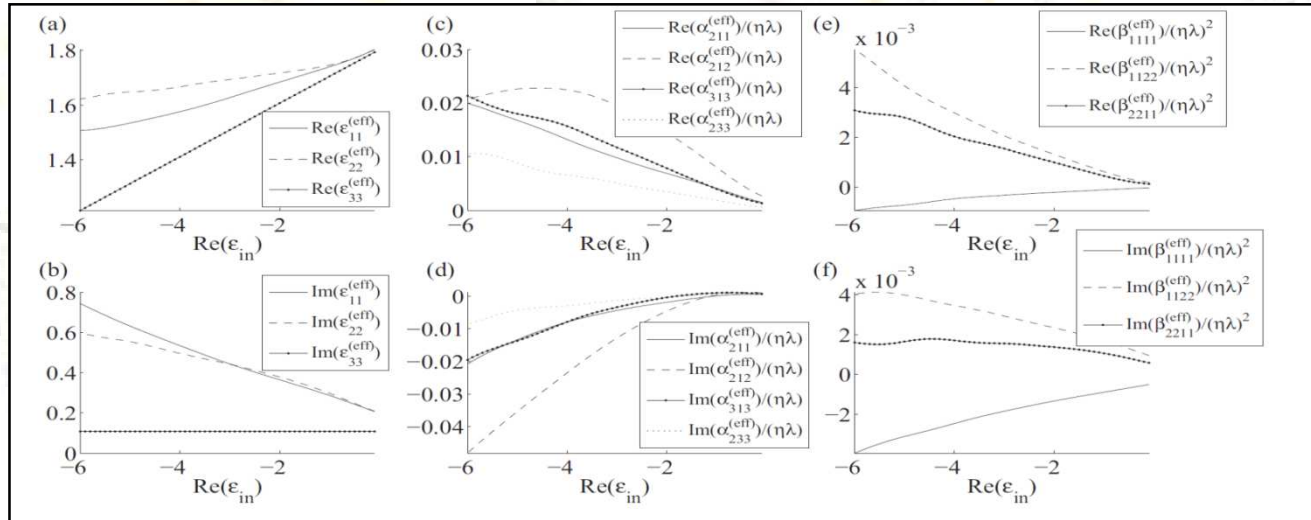 (a)
1.8
1.6
1.4
Re(ε_11^(eff))
Re(ε_22^(eff))
Re(ε_33^(eff))
−6 −4 −2
Re(ε_in)
(b)
0.8
0.6
0.4
0.2
0
Im(ε_11^(eff))
Im(ε_22^(eff))
Im(ε_33^(eff))
−6 −4 −2
Re(ε_in)
(c)
0.03
0.02
0.01
0
Re(α_211^(eff))/(ηλ)
Re(α_212^(eff))/(ηλ)
Re(α_313^(eff))/(ηλ)
Re(α_233^(eff))/(ηλ)
−6 −4 −2
Re(ε_in)
(d)
0
−0.01
−0.02
−0.03
−0.04
Im(α_211^(eff))/(ηλ)
Im(α_212^(eff))/(ηλ)
Im(α_313^(eff))/(ηλ)
Im(α_233^(eff))/(ηλ)
−6 −4 −2
Re(ε_in)
(e)
x 10^−3
4
2
0
Re(β_1111^(eff))/(ηλ)^2
Re(β_1122^(eff))/(ηλ)^2
Re(β_2211^(eff))/(ηλ)^2
−6 −4 −2
Re(ε_in)
(f)
x 10^−3
4
2
0
−2
Im(β_1111^(eff))/(ηλ)^2
Im(β_1122^(eff))/(ηλ)^2
Im(β_2211^(eff))/(ηλ)^2
−6 −4 −2
Re(ε_in)